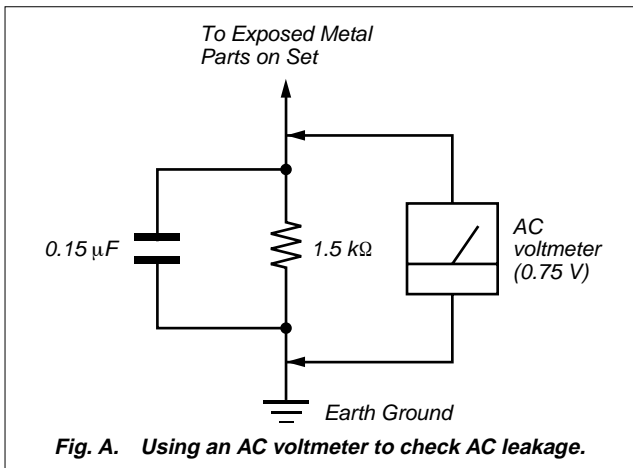 To Exposed Metal
Parts on Set
0.15 μF
1.5 kΩ
AC
voltmeter
(0.75 V)
Earth Ground
Fig. A. Using an AC voltmeter to check AC leakage.